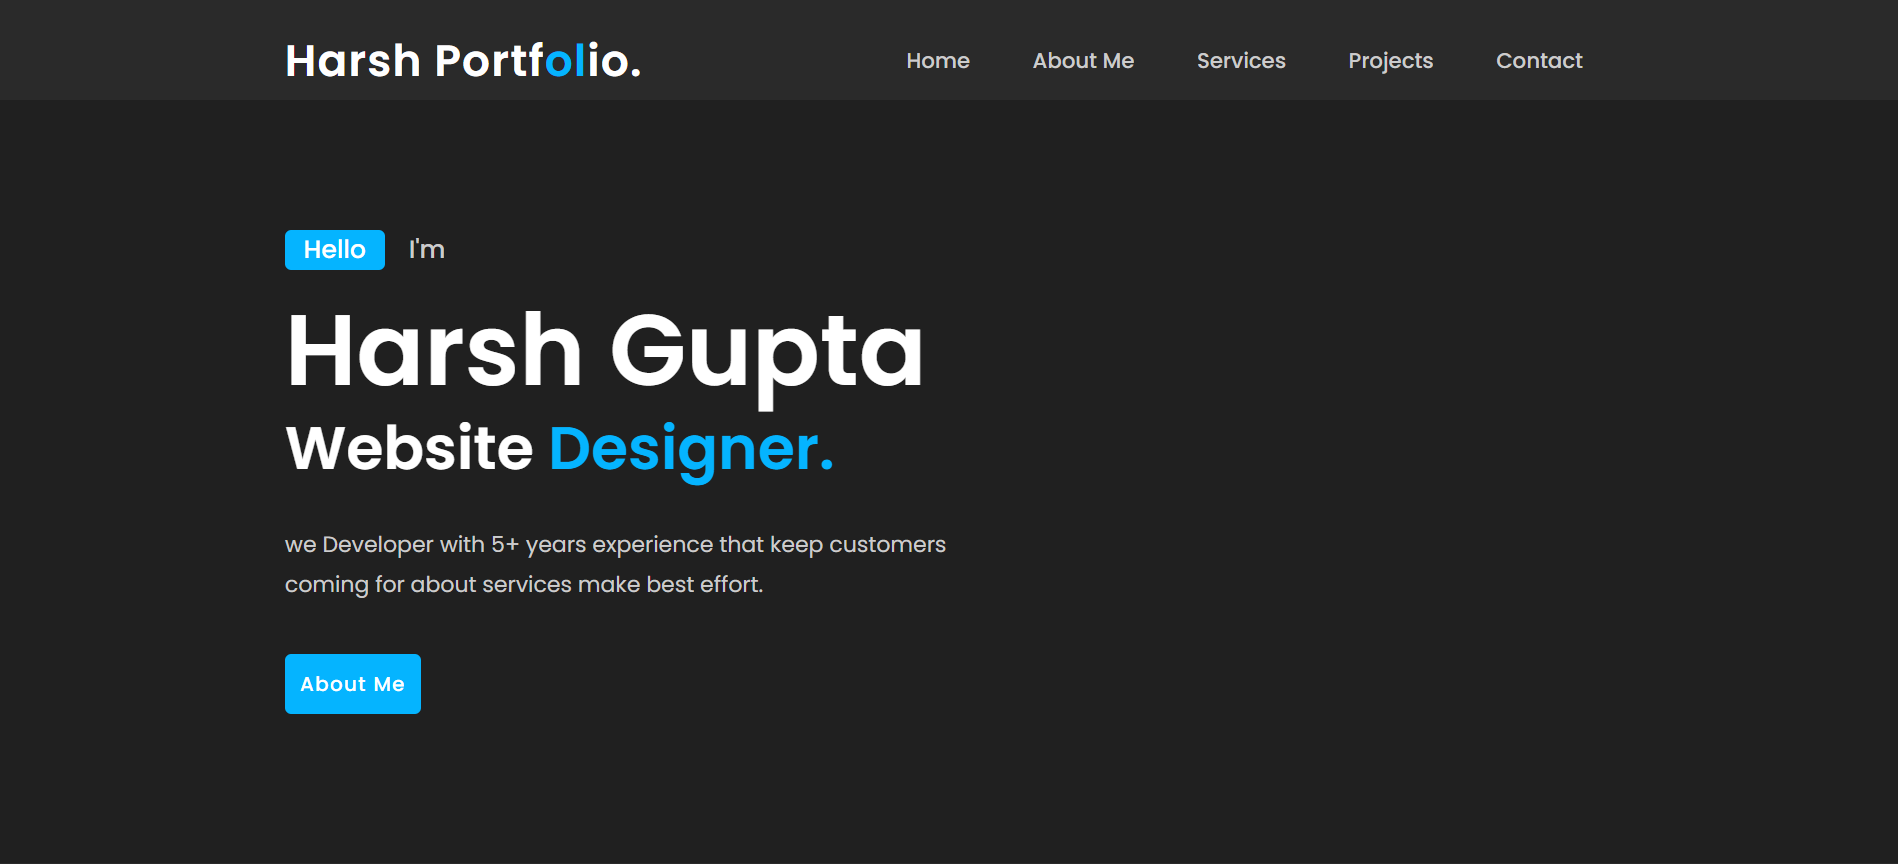 Harsh Portfolio.
Home About Me Services Projects Contact
Hello I'm
Harsh Gupta
Website Designer.
we Developer with 5+ years experience that keep customers
coming for about services make best effort.
About Me